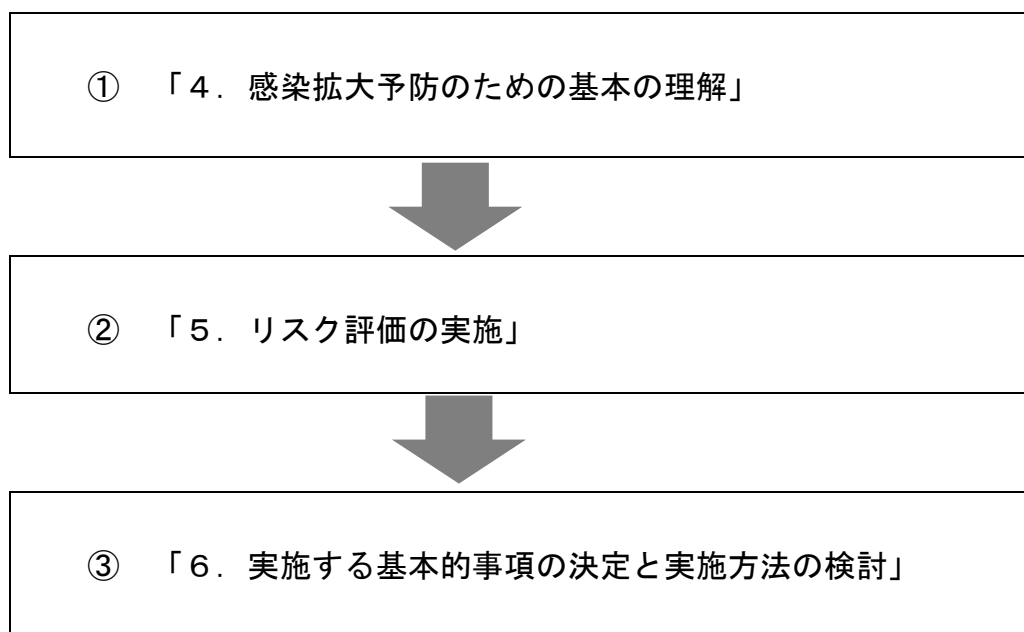 ① 「４．感染拡大予防のための基本の理解」
② 「５．リスク評価の実施」
③ 「６．実施する基本的事項の決定と実施方法の検討」